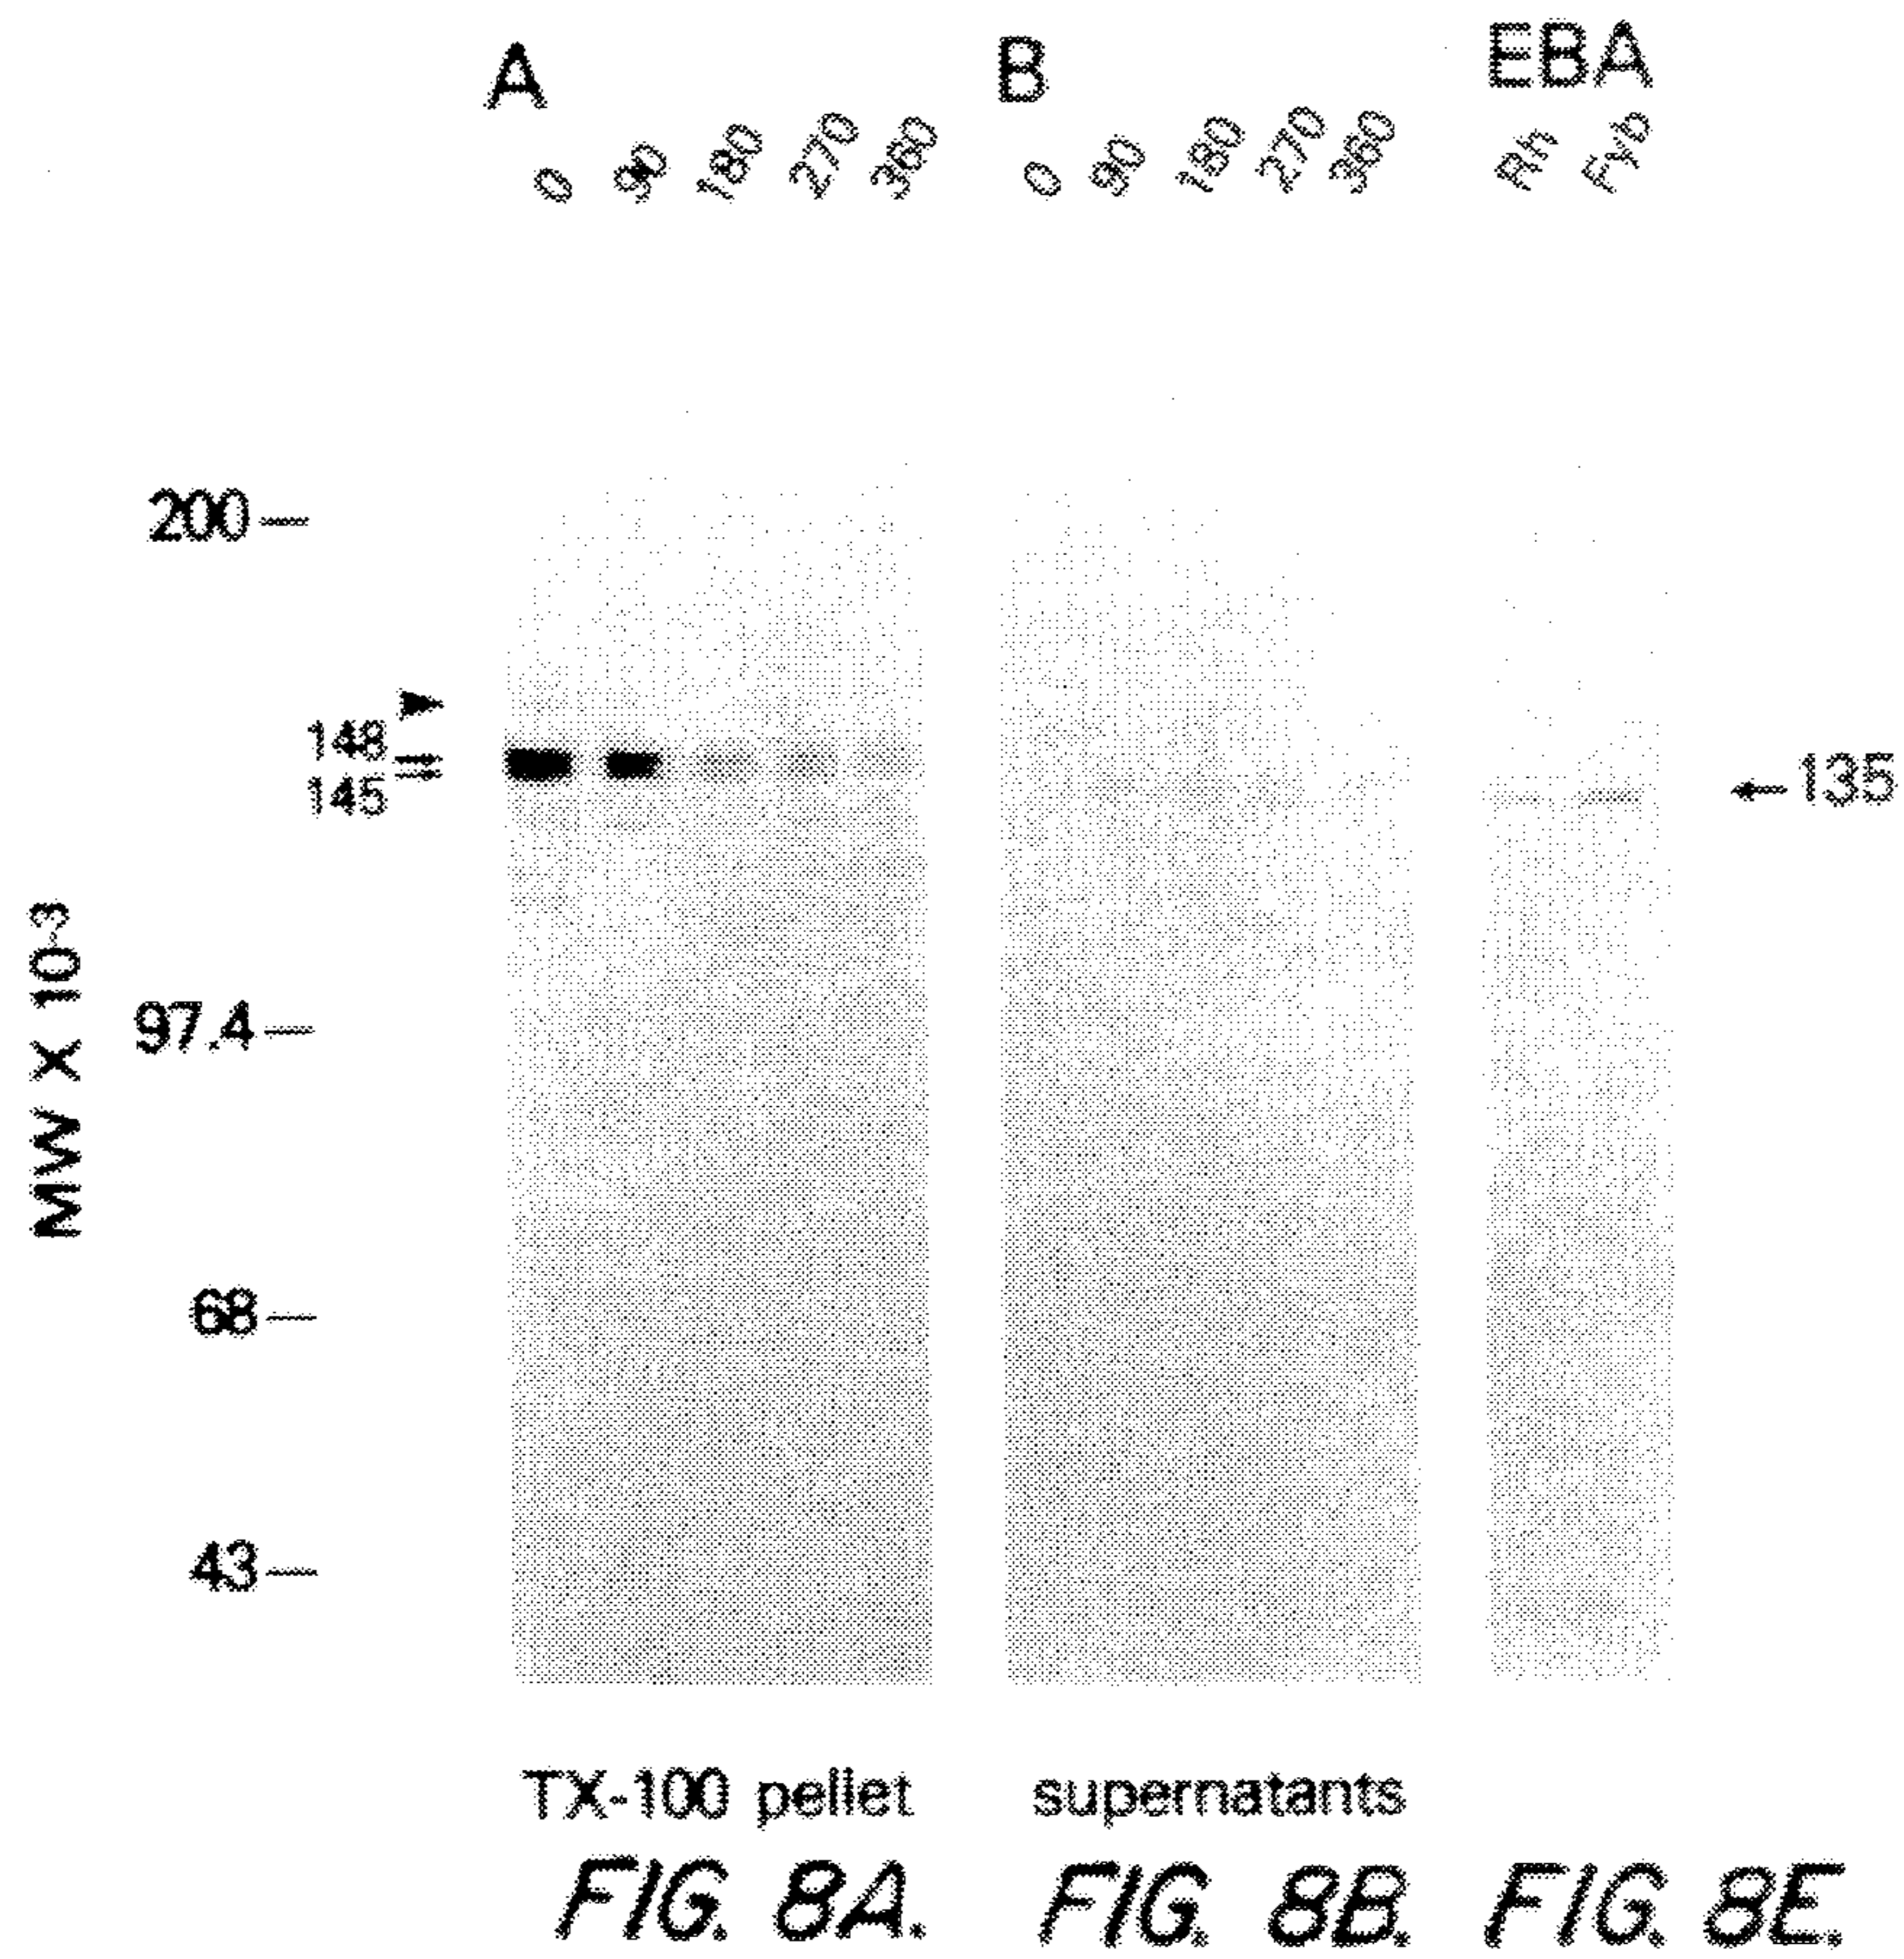 A B EBA
0 90 180 270 360 0 90 180 270 360 Rh Fyb
200
148
145
135
MW X 10-3
97.4
68
43
TX-100 pellet supernatants
FIG. 8A. FIG. 8B. FIG. 8E.